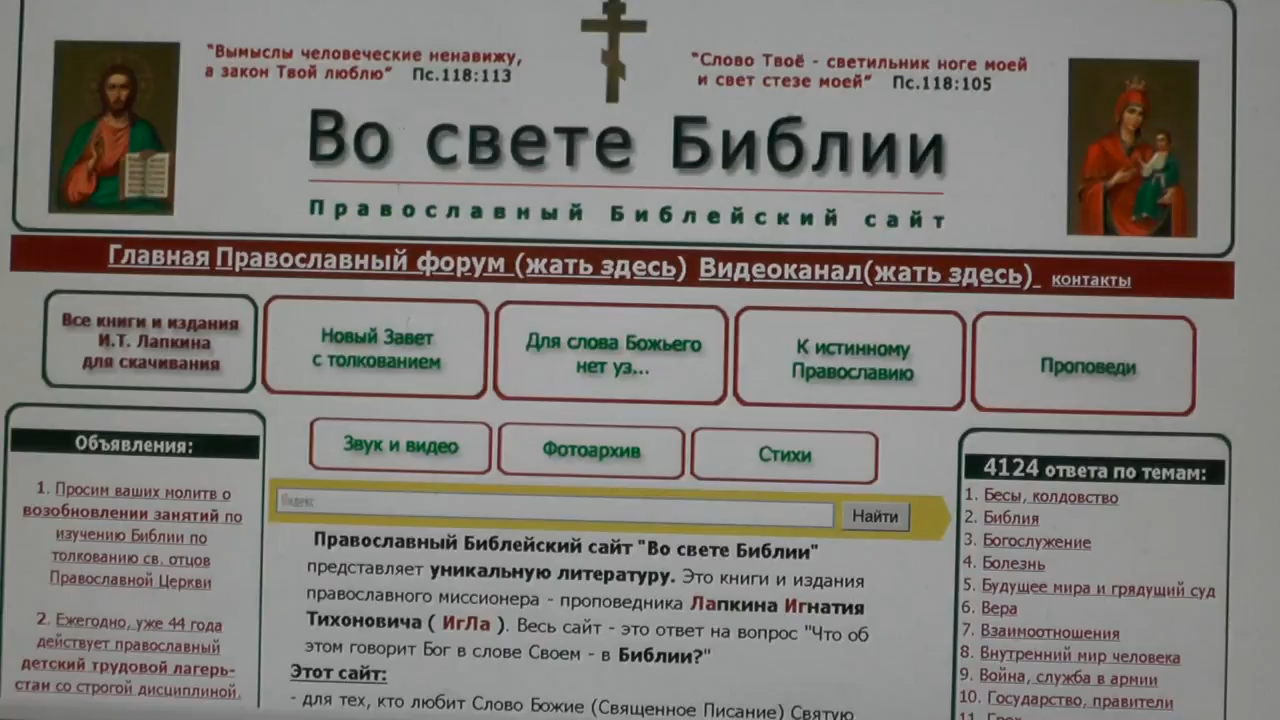 "Вымыслы человеческие ненавижу,
а закон Твой люблю" Пс.118:113
"Слово Твоё - светильник ноге моей
и свет стезе моей" Пс.118:105
Во свете Библии
Православный Библейский сайт
Главная Православный форум (жать здесь) Видеоканал(жать здесь) контакты
Все книги и издания
И.Т. Лапкина
для скачивания
Новый Завет
с толкованием
Для слова Божьего
нет уз...
К истинному
Православию
Проповеди
Звук и видео
Фотоархив
Стихи
Объявления:
1. Просим ваших молитв о
возобновлении занятий по
изучению Библии по
толкованию св. отцов
Православной Церкви
2. Ежегодно, уже 44 года
действует православный
детский трудовой лагерь-
стан со строгой дисциплиной.
Яндекс
Найти
Православный Библейский сайт "Во свете Библии"
представляет уникальную литературу. Это книги и издания
православного миссионера - проповедника Лапкина Игнатия
Тихоновича ( ИгЛа ). Весь сайт - это ответ на вопрос "Что об
этом говорит Бог в слове Своем - в Библии?"
Этот сайт:
- для тех, кто любит Слово Божие (Священное Писание) Святую
4124 ответа по темам:
1. Бесы, колдовство
2. Библия
3. Богослужение
4. Болезнь
5. Будущее мира и грядущий суд
6. Вера
7. Взаимоотношения
8. Внутренний мир человека
9. Война, служба в армии
10. Государство, правители
11.